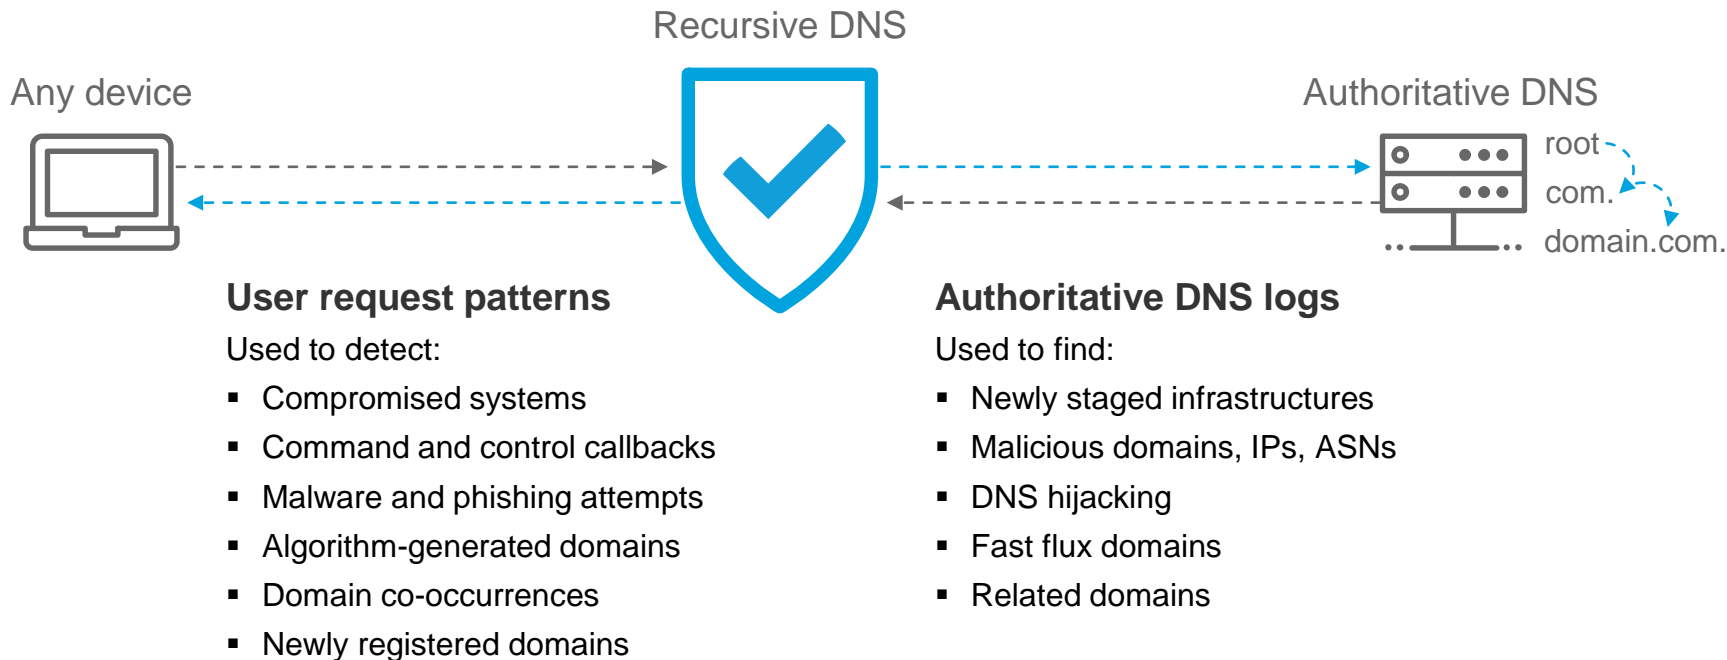 Recursive DNS
Any device
Authoritative DNS
root
com.
domain.com.
User request patterns
Used to detect:
▪ Compromised systems
▪ Command and control callbacks
▪ Malware and phishing attempts
▪ Algorithm-generated domains
▪ Domain co-occurrences
▪ Newly registered domains
Authoritative DNS logs
Used to find:
▪ Newly staged infrastructures
▪ Malicious domains, IPs, ASNs
▪ DNS hijacking
▪ Fast flux domains
▪ Related domains